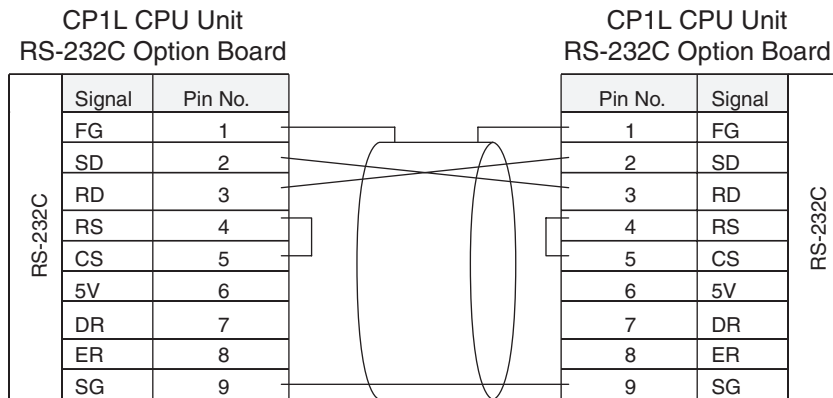 CP1L CPU Unit
RS-232C Option Board
CP1L CPU Unit
RS-232C Option Board
RS-232C
Signal Pin No.
FG 1
SD 2
RD 3
RS 4
CS 5
5V 6
DR 7
ER 8
SG 9
Pin No. Signal
1 FG
2 SD
3 RD
4 RS
5 CS
6 5V
7 DR
8 ER
9 SG
RS-232C